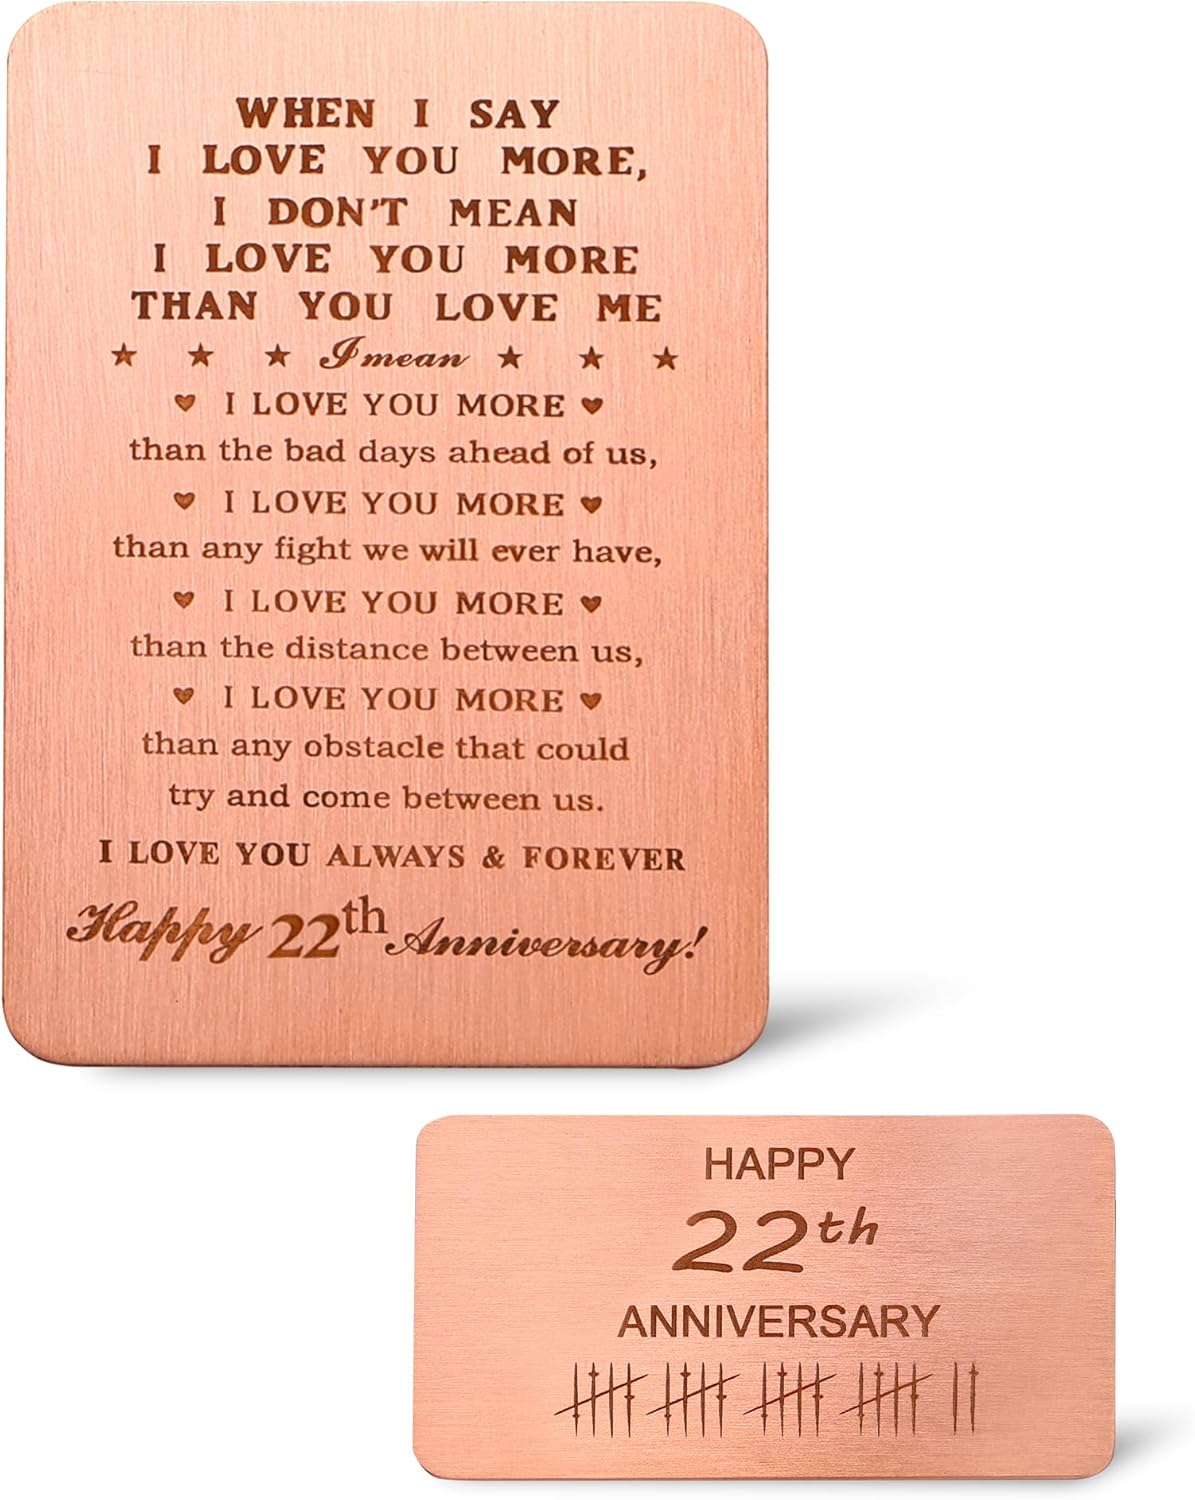 WHEN I SAY
I LOVE YOU MORE,
I DON'T MEAN
I LOVE YOU MORE
THAN YOU LOVE ME
★ ★ ★ I mean ★ ★ ★
♥ I LOVE YOU MORE ♥
than the bad days ahead of us,
♥ I LOVE YOU MORE ♥
than any fight we will ever have,
♥ I LOVE YOU MORE ♥
than the distance between us,
♥ I LOVE YOU MORE ♥
than any obstacle that could
try and come between us.
I LOVE YOU ALWAYS & FOREVER
Happy 22th Anniversary!
HAPPY
22th
ANNIVERSARY